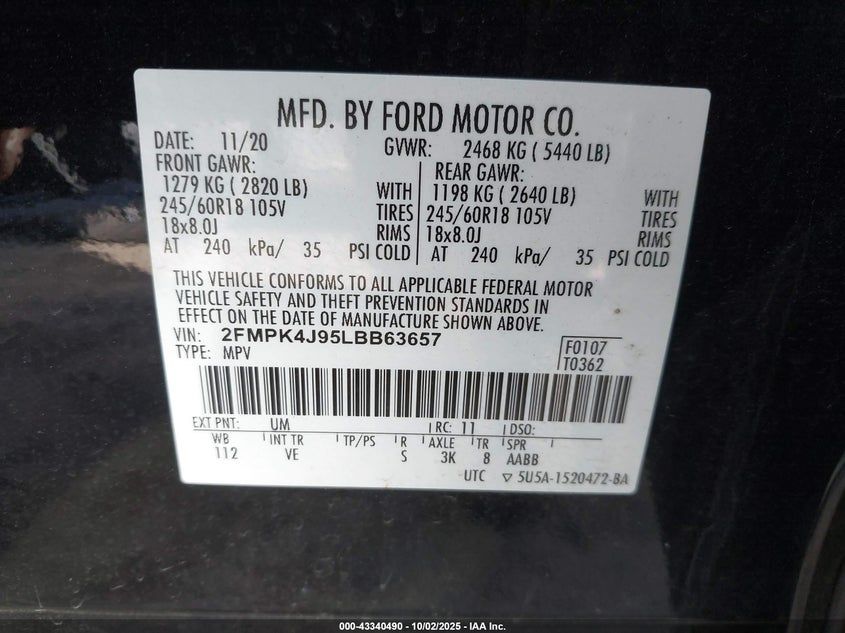 MFD. BY FORD MOTOR CO.
DATE: 11/20 GVWR: 2468 KG ( 5440 LB)
FRONT GAWR: REAR GAWR:
1279 KG ( 2820 LB) WITH 1198 KG ( 2640 LB) WITH
245/60R18 105V TIRES 245/60R18 105V TIRES
18x8.0J RIMS 18x8.0J RIMS
AT 240 kPa/ 35 PSI COLD AT 240 kPa/ 35 PSI COLD
THIS VEHICLE CONFORMS TO ALL APPLICABLE FEDERAL MOTOR
VEHICLE SAFETY AND THEFT PREVENTION STANDARDS IN
EFFECT ON THE DATE OF MANUFACTURE SHOWN ABOVE.
VIN: 2FMPK4J95LBB63657
TYPE: MPV
F0107
T0362
EXT PNT: UM RC: 11 DSO:
WB INT TR TP/PS R AXLE TR SPR
112 VE S 3K 8 AABB
UTC ▽ 5U5A-1520472-BA
000-43340490 - 10/02/2025 - IAA Inc.